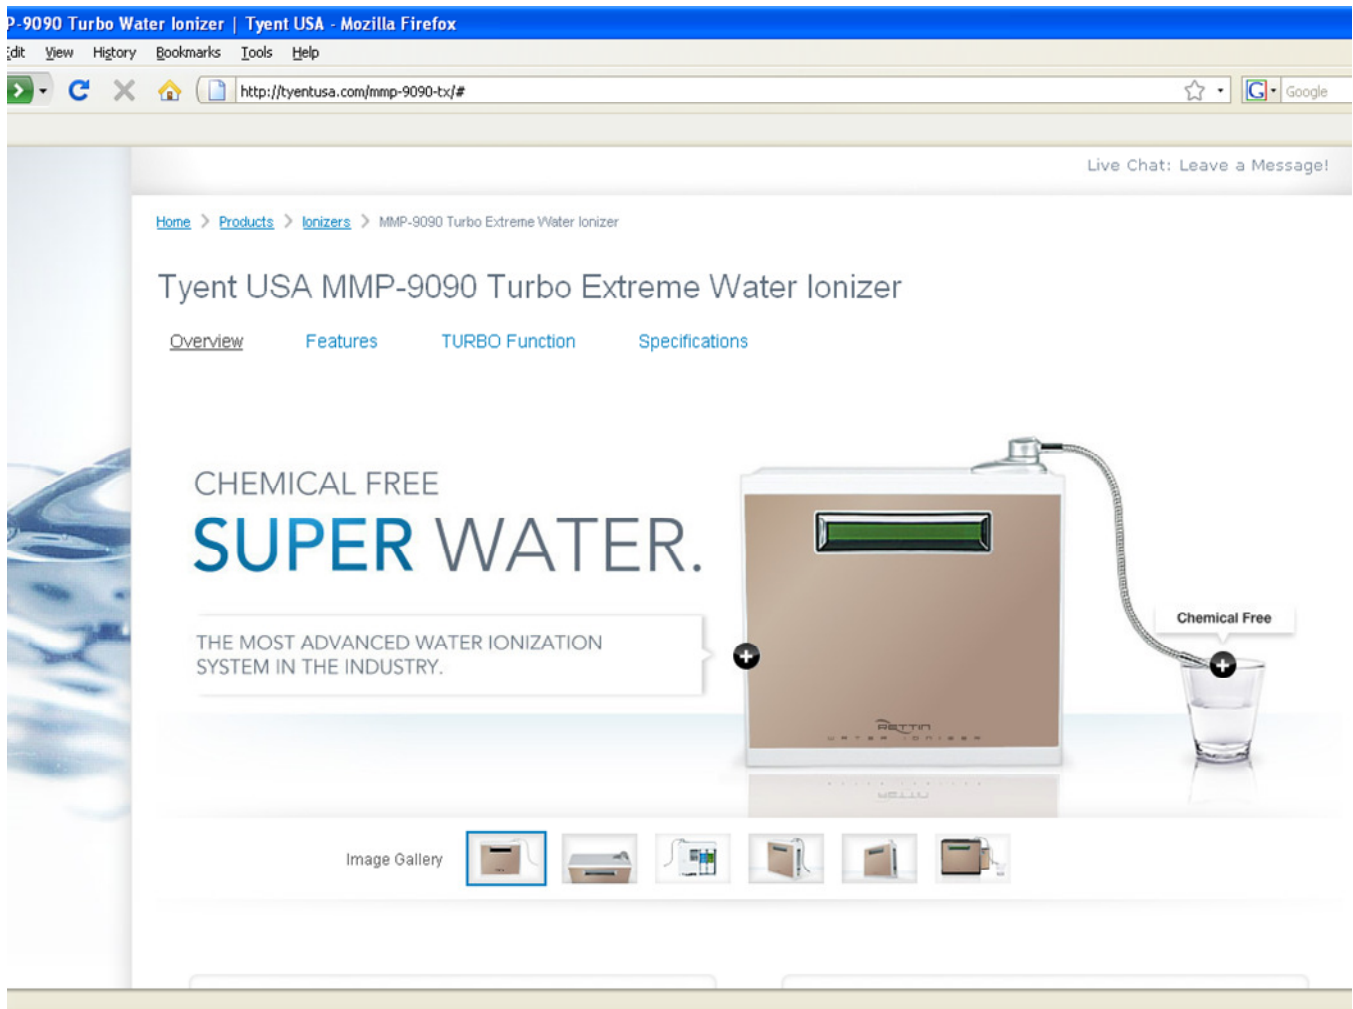 P-9090 Turbo Water Ionizer | Tyent USA - Mozilla Firefox
Edit View History Bookmarks Tools Help
http://tyentusa.com/mmp-9090-tx/#
Google
Live Chat: Leave a Message!
Home > Products > Ionizers > MMP-9090 Turbo Extreme Water Ionizer
Tyent USA MMP-9090 Turbo Extreme Water Ionizer
Overview Features TURBO Function Specifications
CHEMICAL FREE
SUPER WATER.
THE MOST ADVANCED WATER IONIZATION
SYSTEM IN THE INDUSTRY.
Chemical Free
RETTIN
WATER IONIZER
Image Gallery